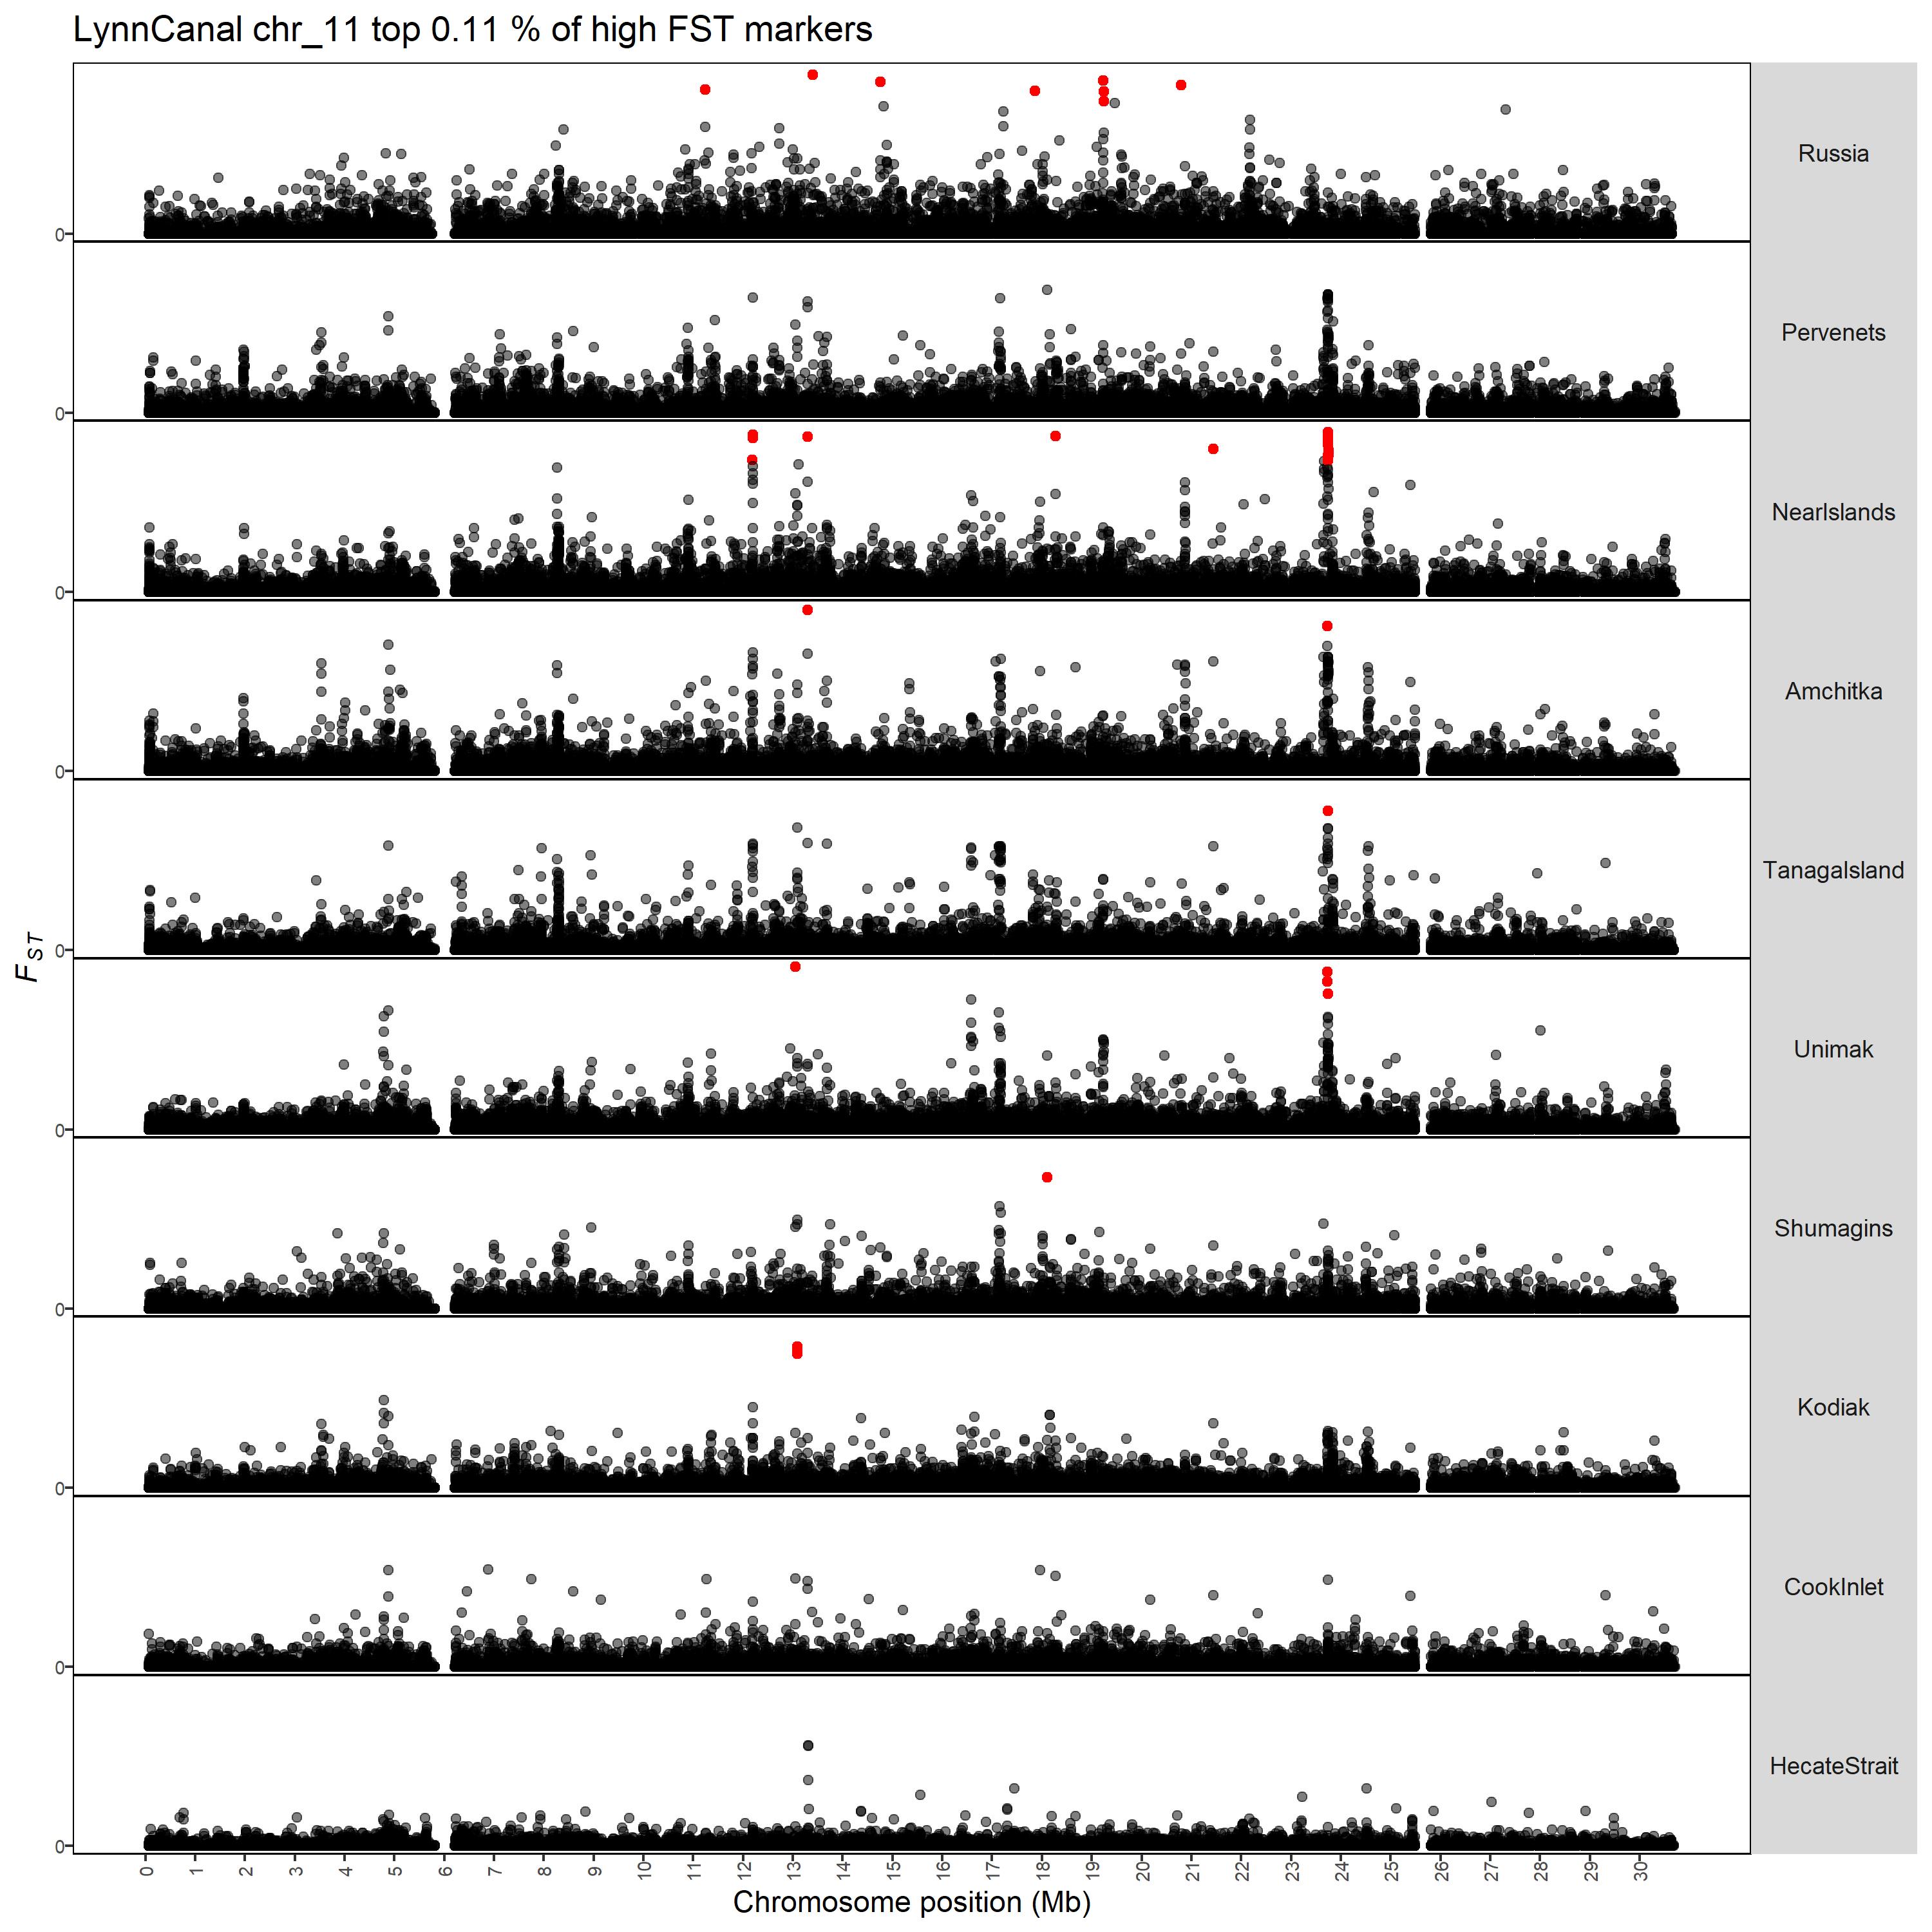 LynnCanal chr_11 top 0.11 % of high FST markers
0
Russia
0
Pervenets
0
NearIslands
0
Amchitka
0
TanagaIsland
0
Unimak
0
Shumagins
0
Kodiak
0
CookInlet
0
HecateStrait
FST
0 1 2 3 4 5 6 7 8 9 10 11 12 13 14 15 16 17 18 19 20 21 22 23 24 25 26 27 28 29 30
Chromosome position (Mb)